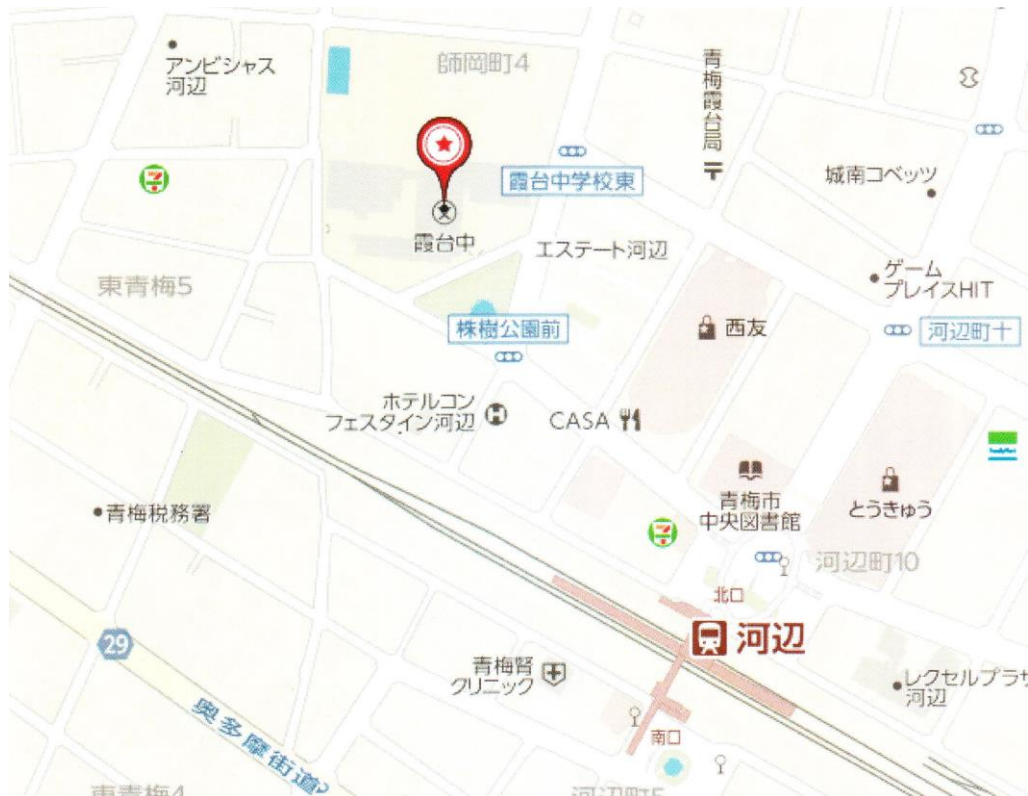 アンビシャス
河辺
師岡町4
青梅霞台局
霞台中学校東
城南コベッツ
霞台中
エステート河辺
東青梅5
ゲーム
プレイスHIT
株樹公園前
西友
河辺町十
ホテルコン
フェスタイン河辺
H
CASA
FamilyMart
青梅市
中央図書館
とうきゅう
青梅税務署
河辺町10
北口
河辺
29
青梅腎
クリニック
レクセルプラザ
河辺
奥多摩街道
南口
東青梅4
河辺町5